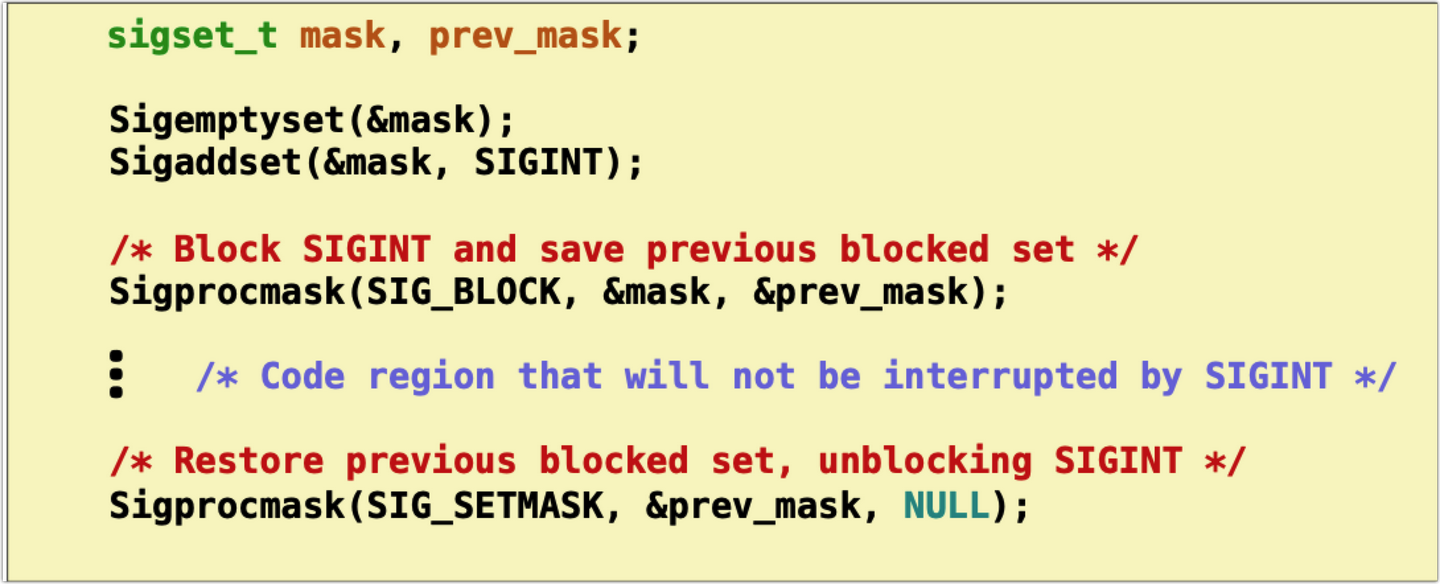 sigset_t mask, prev_mask;
Sigemptyset(&mask);
Sigaddset(&mask, SIGINT);
/* Block SIGINT and save previous blocked set */
Sigprocmask(SIG_BLOCK, &mask, &prev_mask);
/* Code region that will not be interrupted by SIGINT */
/* Restore previous blocked set, unblocking SIGINT */
Sigprocmask(SIG_SETMASK, &prev_mask, NULL);